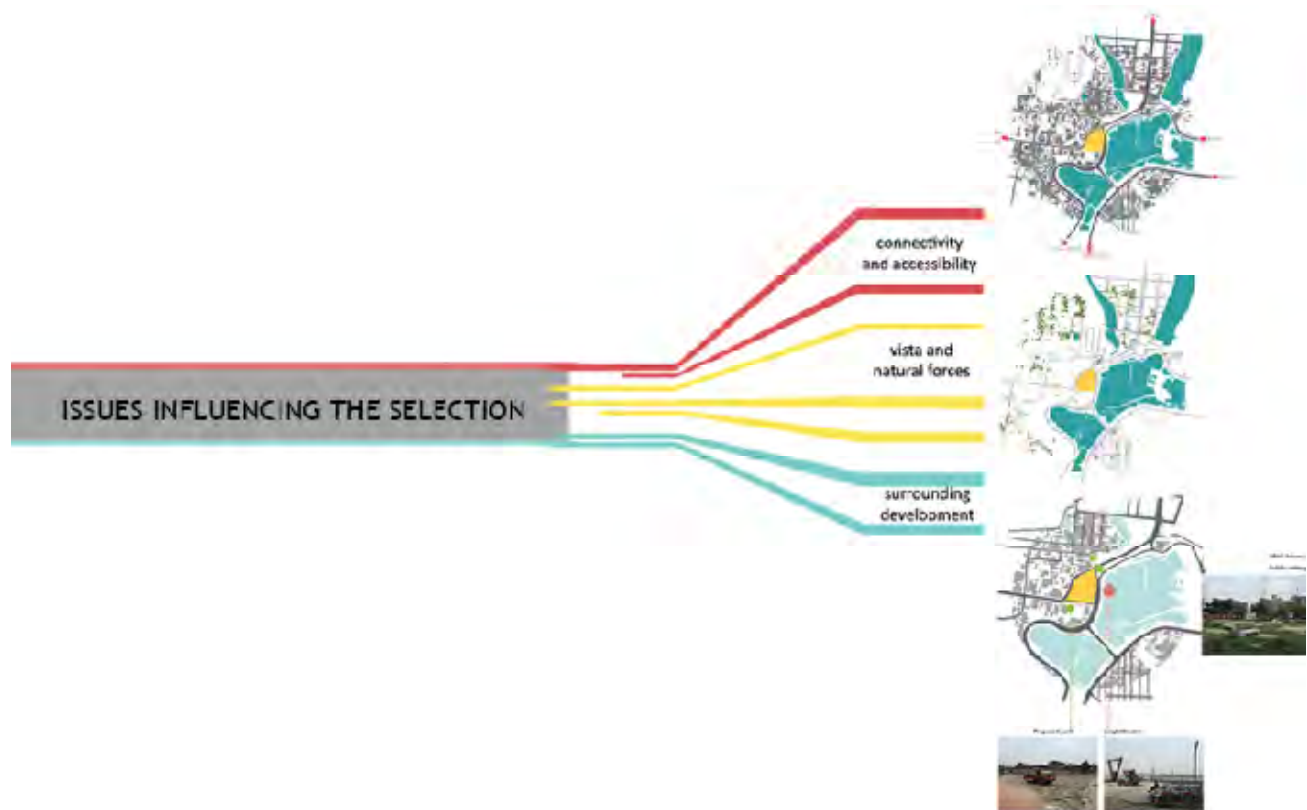 connectivity
and accessibility
vista and
natural forces
ISSUES INFLUENCING THE SELECTION
surrounding
development